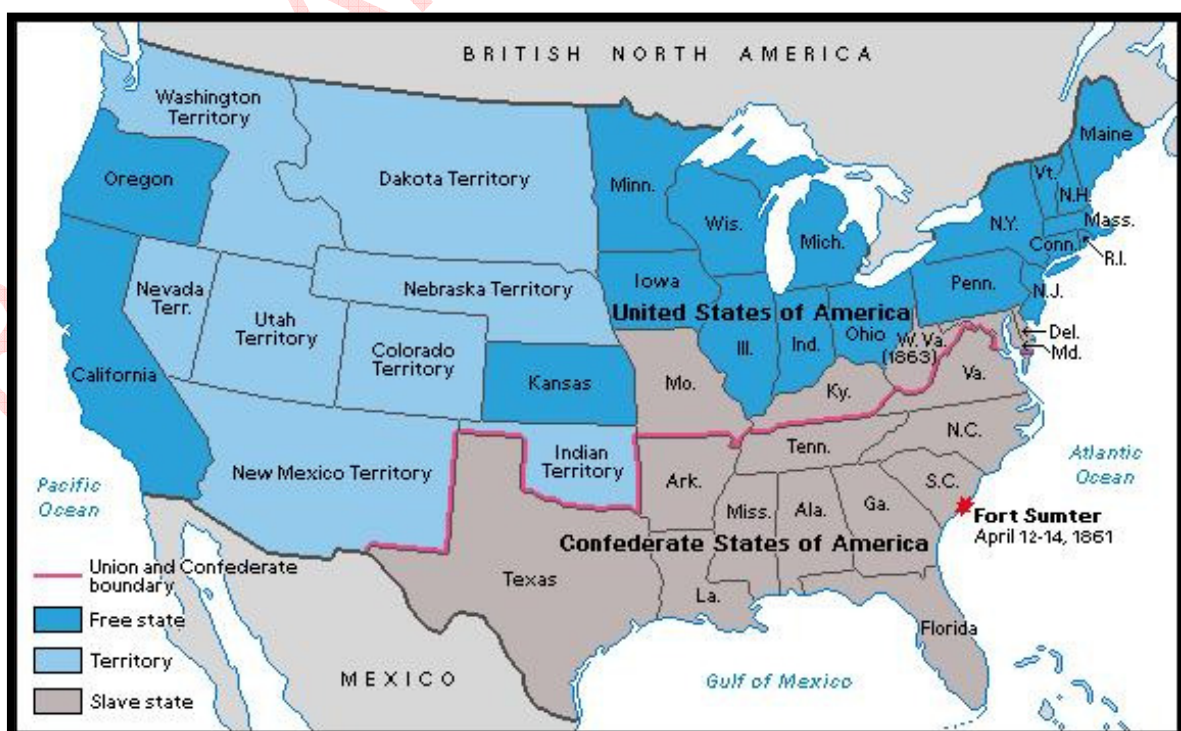 BRITISH NORTH AMERICA
Washington
Territory
Oregon
Dakota Territory
Minn.
Wis.
Mich.
Maine
Vt.
N.H.
N.Y.
Mass.
Conn.
R.I.
Nevada
Terr.
Utah
Territory
Nebraska Territory
Iowa
United States of America
Penn.
N.J.
Colorado
Territory
California
Kansas
Mo.
Ill.
Ind.
Ohio
W. Va.
(1863)
Del.
Md.
Ky.
Va.
New Mexico Territory
Indian
Territory
Tenn.
N.C.
Ark.
S.C.
Miss.
Ala.
Ga.
Pacific
Ocean
Atlantic
Ocean
Fort Sumter
April 12-14, 1861
Confederate States of America
Texas
La.
Florida
Union and Confederate
boundary
Free state
Territory
Slave state
MEXICO
Gulf of Mexico